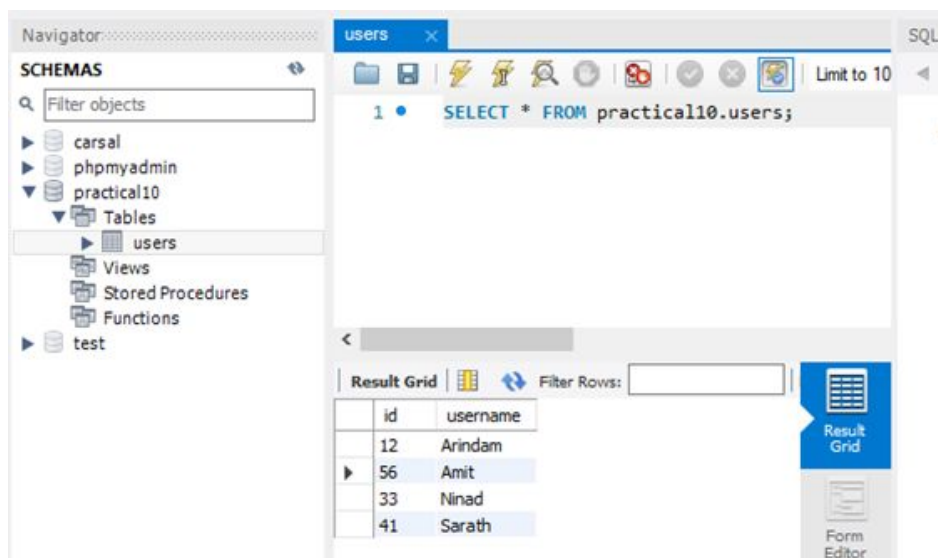 Navigator
SCHEMAS
Filter objects
carsal
phpmyadmin
practical10
Tables
users
Views
Stored Procedures
Functions
test
users
Limit to 10
1 SELECT * FROM practical10.users;
Result Grid Filter Rows:
id username
12 Arindam
56 Amit
33 Ninad
41 Sarath
Result
Grid
Form
Editor
SQL